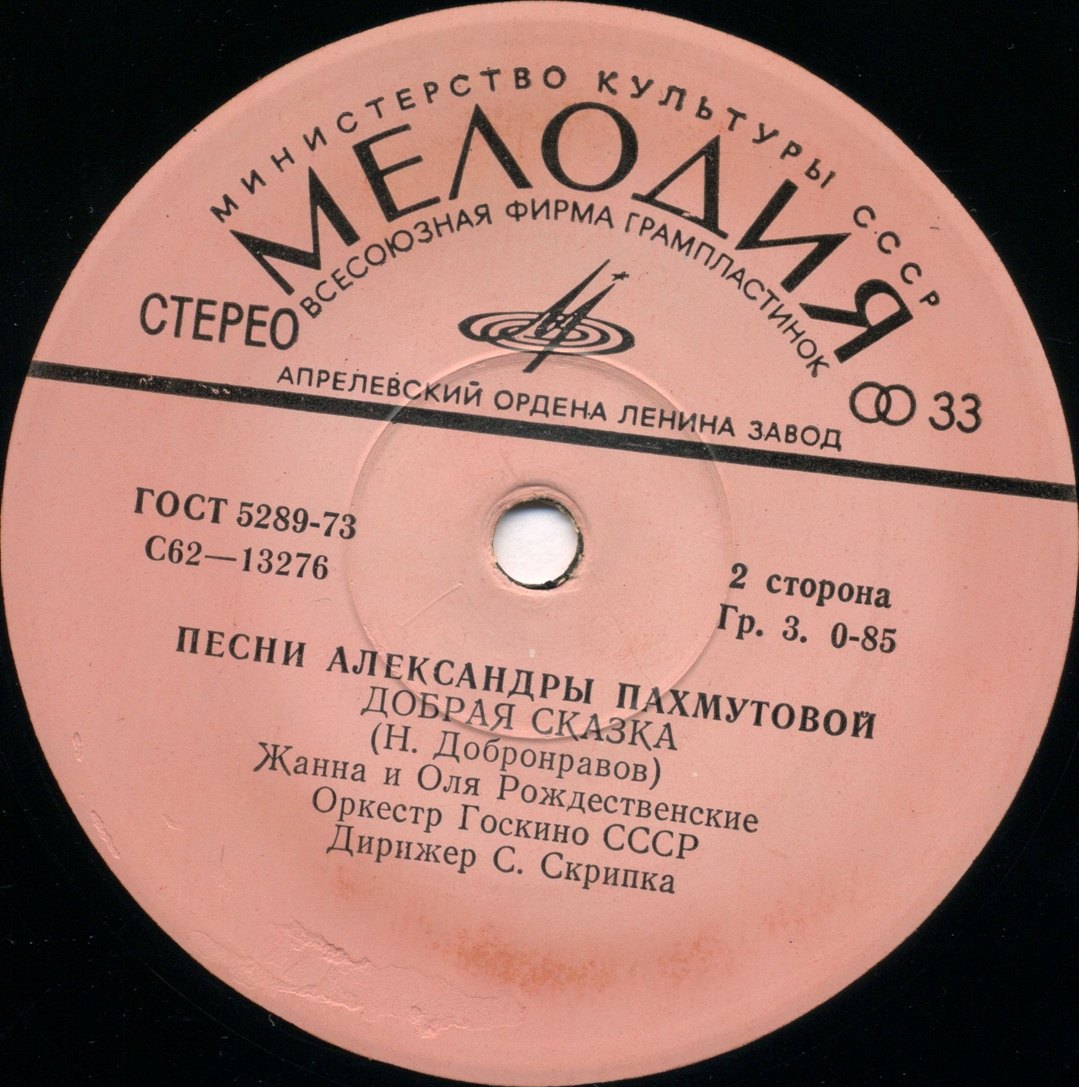 МИНИСТЕРСТВО КУЛЬТУРЫ СССР
МЕЛОДИЯ
ВСЕСОЮЗНАЯ ФИРМА ГРАМПЛАСТИНОК
СТЕРЕО
33
АПРЕЛЕВСКИЙ ОРДЕНА ЛЕНИНА ЗАВОД
ГОСТ 5289-73
С62—13276
2 сторона
Гр. 3. 0-85
ПЕСНИ АЛЕКСАНДРЫ ПАХМУТОВОЙ
ДОБРАЯ СКАЗКА
(Н. Добронравов)
Жанна и Оля Рождественские
Оркестр Госкино СССР
Дирижер С. Скрипка